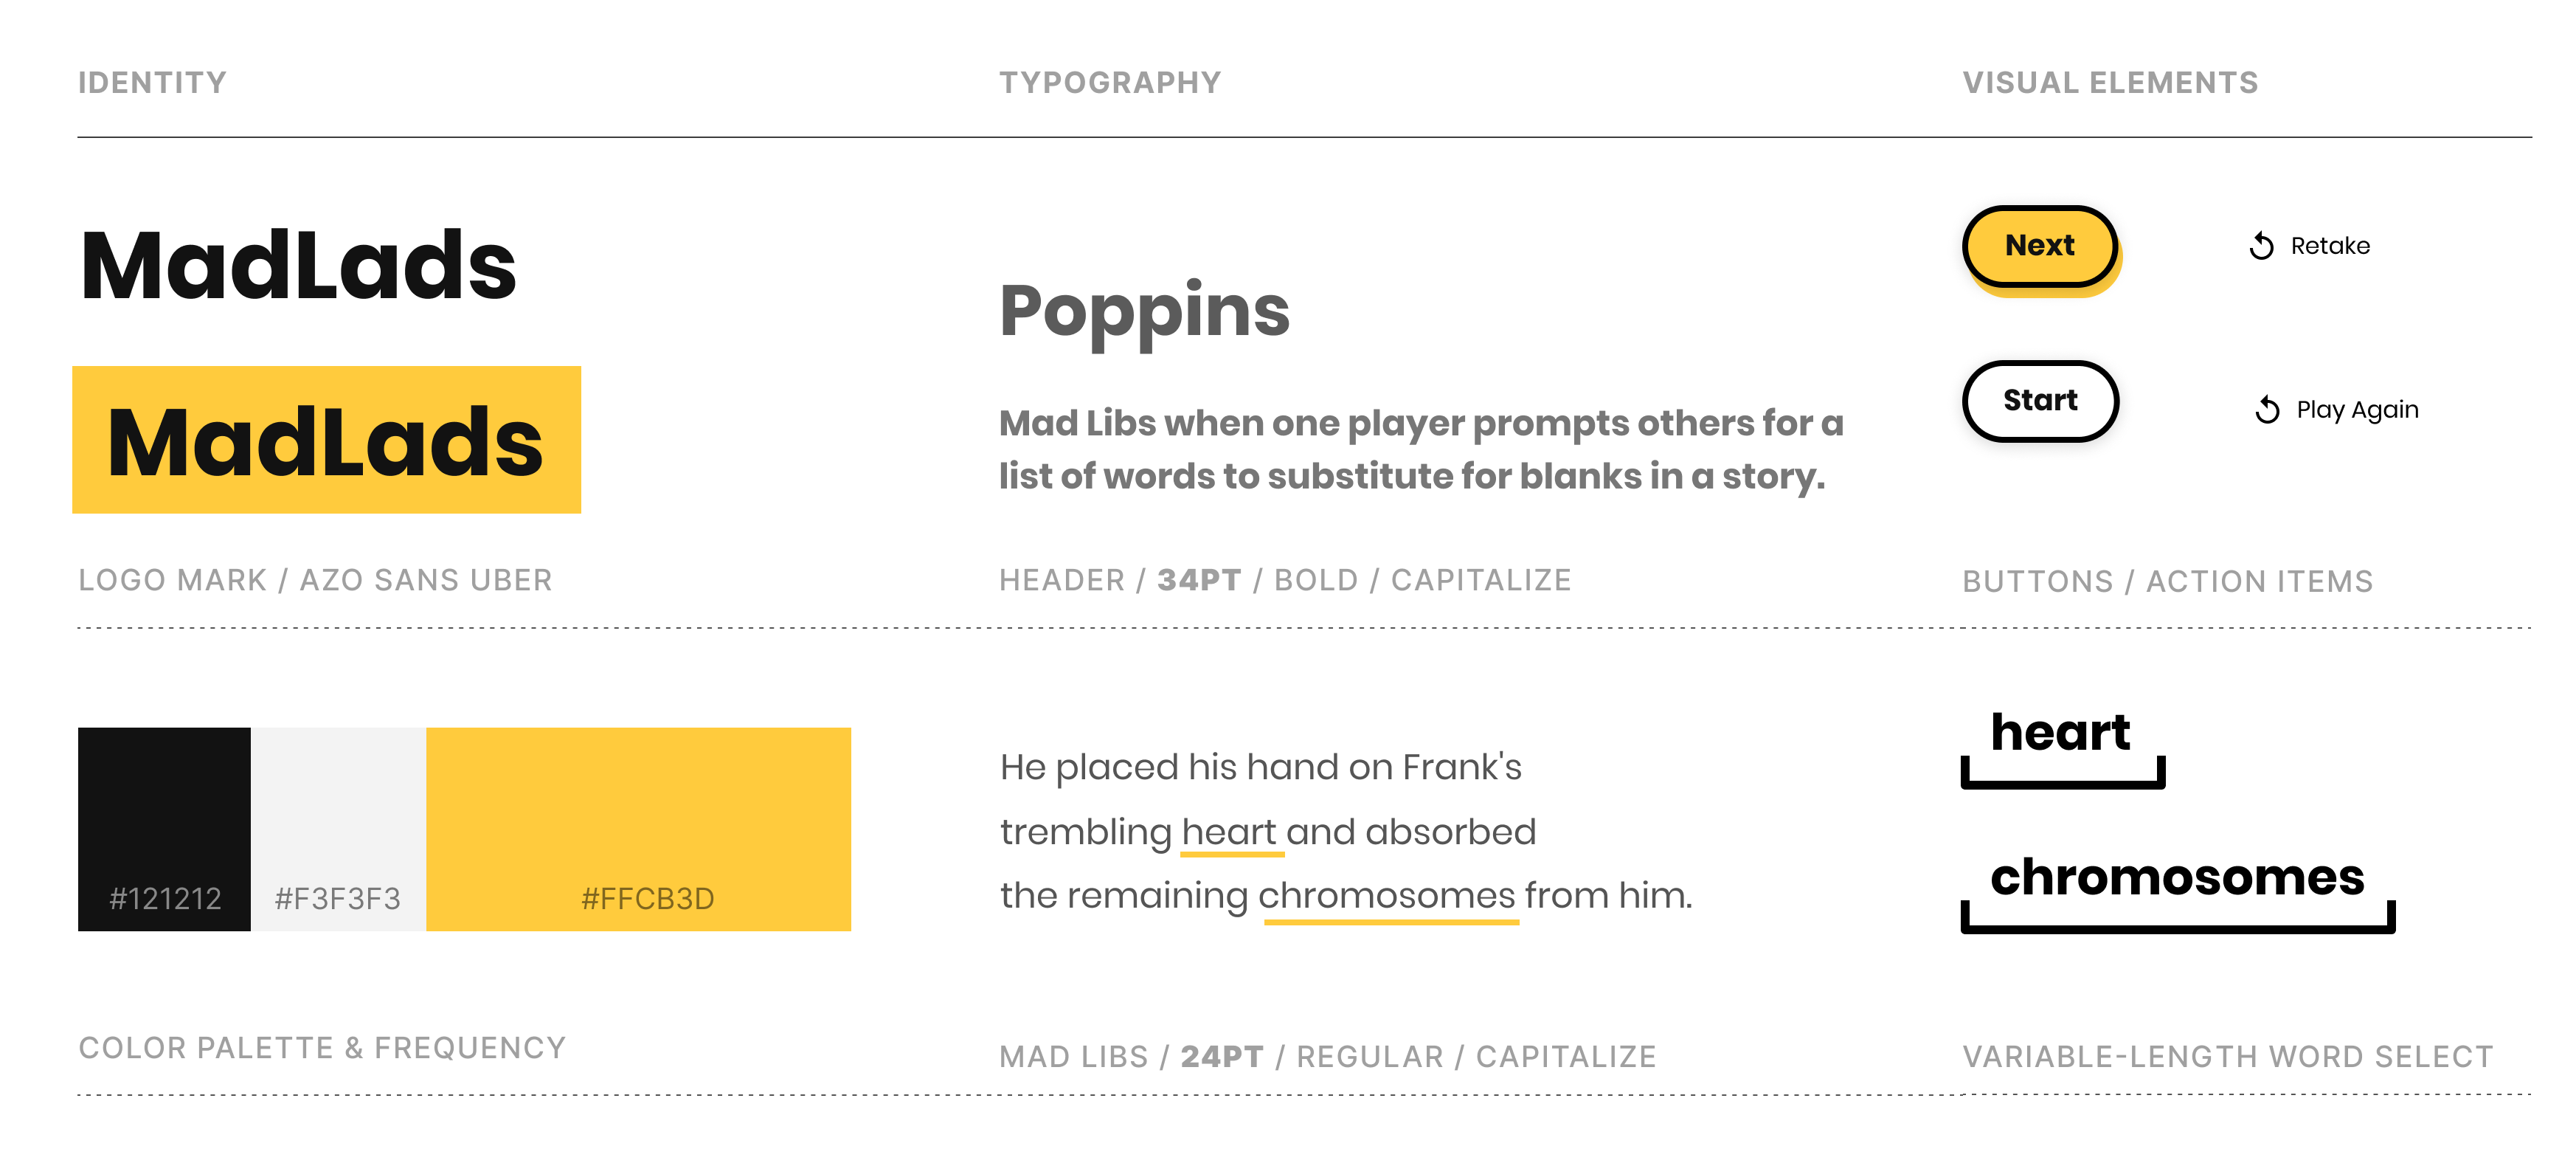 IDENTITY
TYPOGRAPHY
VISUAL ELEMENTS
MadLads
MadLads
LOGO MARK / AZO SANS UBER
Poppins
Mad Libs when one player prompts others for a
list of words to substitute for blanks in a story.
HEADER / 34PT / BOLD / CAPITALIZE
Next
Retake
Start
Play Again
BUTTONS / ACTION ITEMS
#121212
#F3F3F3
#FFCB3D
COLOR PALETTE & FREQUENCY
He placed his hand on Frank's
trembling heart and absorbed
the remaining chromosomes from him.
MAD LIBS / 24PT / REGULAR / CAPITALIZE
heart
chromosomes
VARIABLE-LENGTH WORD SELECT